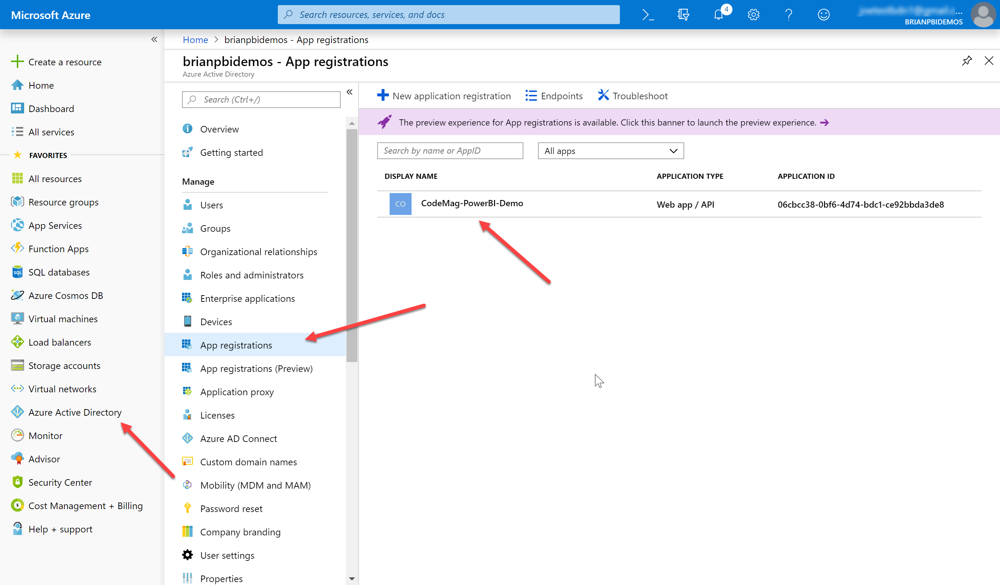 Microsoft Azure
Search resources, services, and docs
4
BRIANPBIDEMOS
Create a resource
Home
Dashboard
All services
FAVORITES
All resources
Resource groups
App Services
Function Apps
SQL
SQL databases
Azure Cosmos DB
Virtual machines
Load balancers
Storage accounts
Virtual networks
Azure Active Directory
Monitor
Advisor
Security Center
Cost Management + Billing
Help + support
Home > brianpbidemos - App registrations
brianpbidemos - App registrations
Azure Active Directory
Search (Ctrl+/)
Overview
Getting started
Manage
Users
Groups
Organizational relationships
Roles and administrators
Enterprise applications
Devices
App registrations
App registrations (Preview)
Application proxy
Licenses
Azure AD Connect
Custom domain names
Mobility (MDM and MAM)
Password reset
Company branding
User settings
Properties
New application registration Endpoints Troubleshoot
The preview experience for App registrations is available. Click this banner to launch the preview experience.
Search by name or AppID All apps
DISPLAY NAME APPLICATION TYPE APPLICATION ID
CO CodeMag-PowerBI-Demo Web app / API 06cbcc38-0bf6-4d74-bdc1-ce92bbda3de8